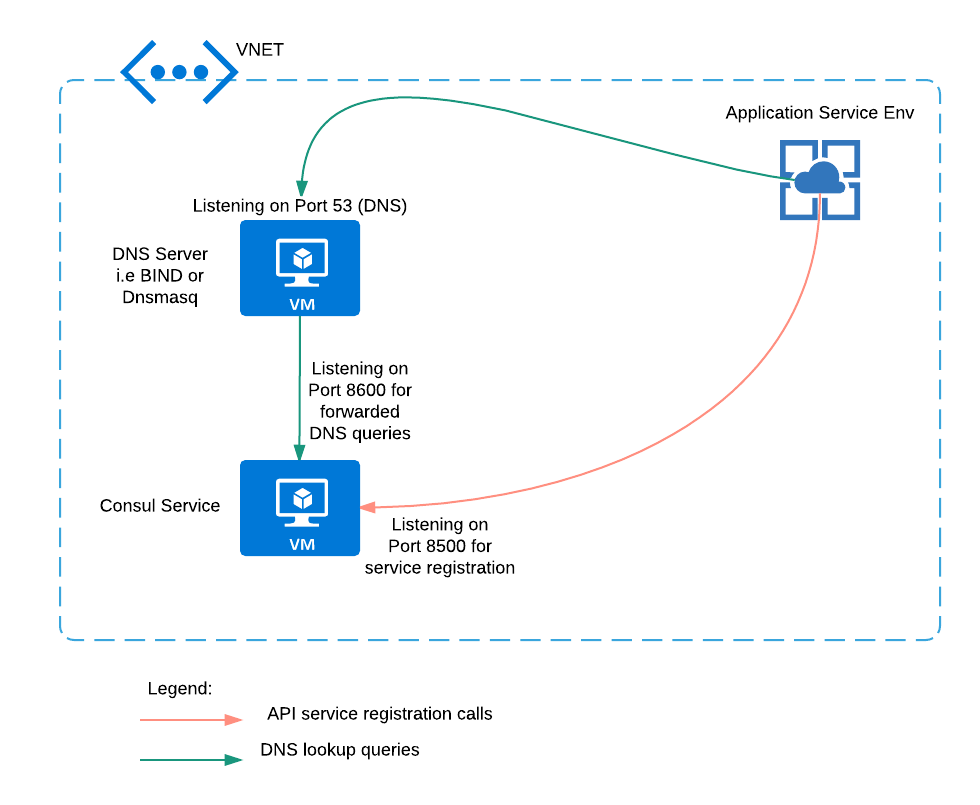 VNET
Application Service Env
Listening on Port 53 (DNS)
DNS Server
i.e BIND or
Dnsmasq
VM
Listening on
Port 8600 for
forwarded
DNS queries
Consul Service
VM
Listening on
Port 8500 for
service registration
Legend:
API service registration calls
DNS lookup queries